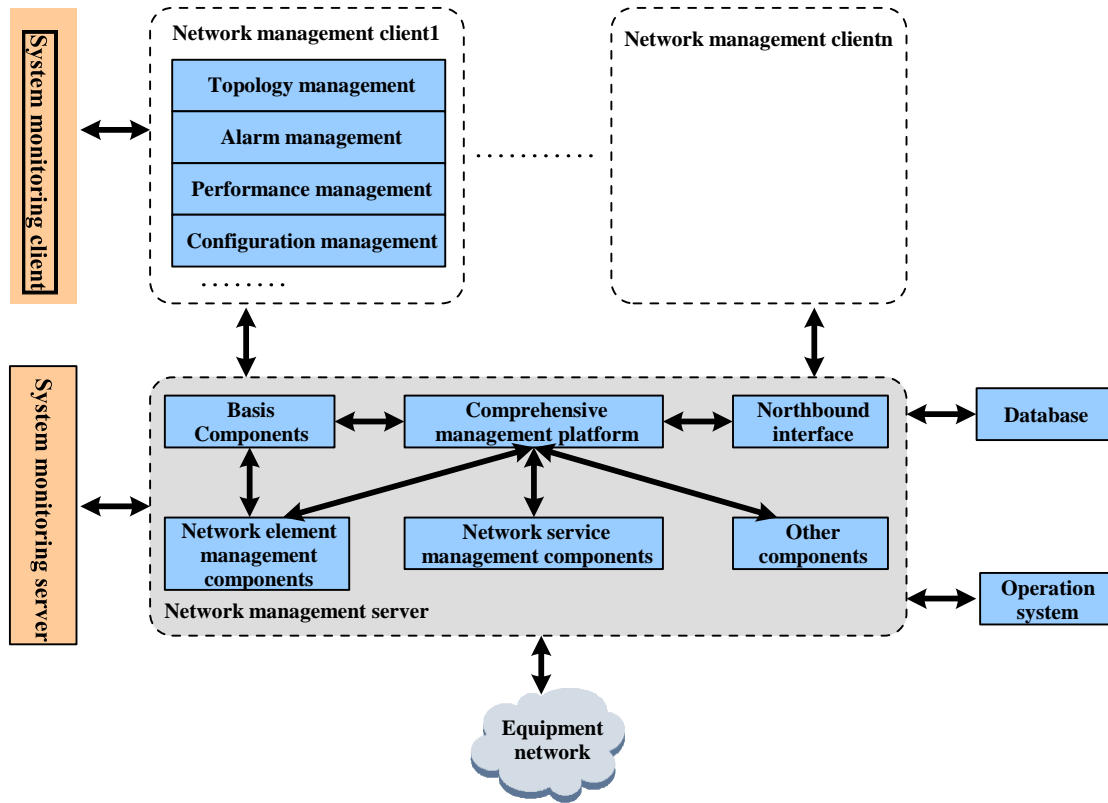 System monitoring client
Network management client1
Topology management
Alarm management
Performance management
Configuration management
........
............
Network management clientn
System monitoring server
Basis
Components
Comprehensive
management platform
Northbound
interface
Network element
management
components
Network service
management components
Other
components
Network management server
Database
Operation
system
Equipment
network